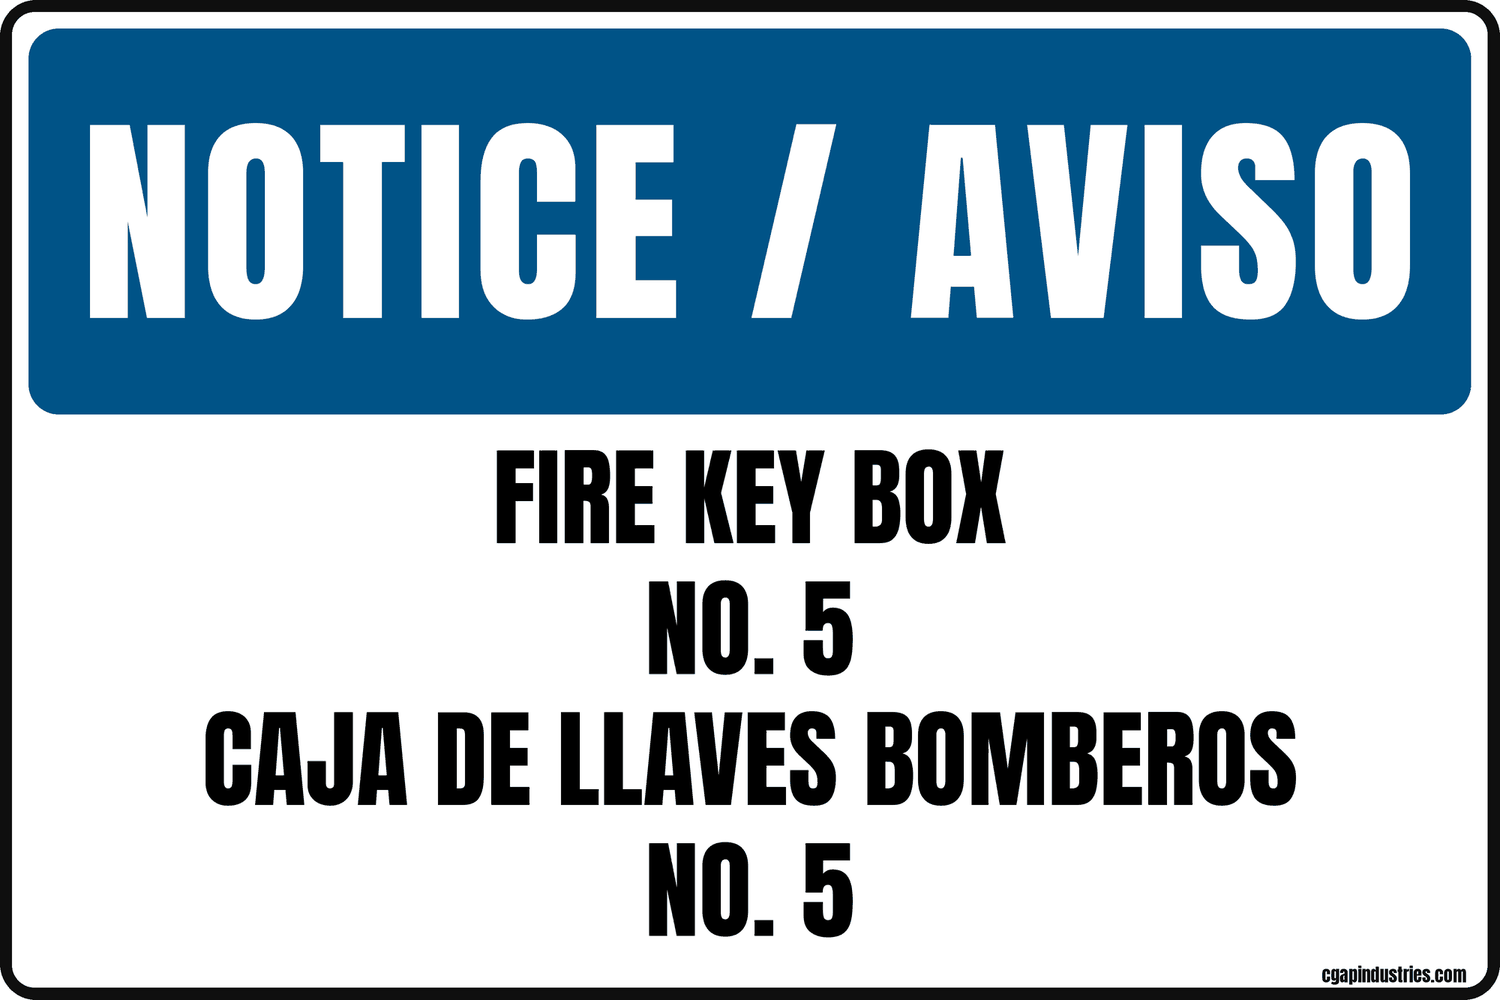 NOTICE / AVISO
FIRE KEY BOX
NO. 5
CAJA DE LLAVES BOMBEROS
NO. 5
cgapindustries.com